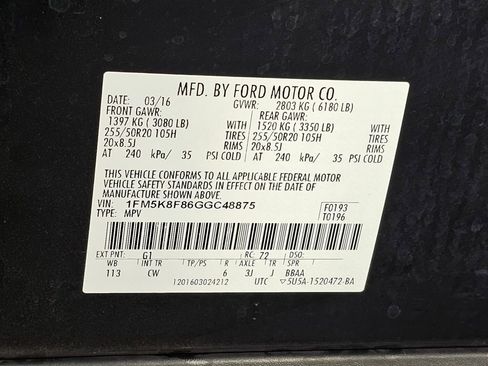 MFD. BY FORD MOTOR CO.
DATE: 03/16 GVWR: 2803 KG ( 6180 LB)
FRONT GAWR: REAR GAWR:
1397 KG ( 3080 LB) WITH 1520 KG ( 3350 LB) WITH
255/50R20 105H TIRES 255/50R20 105H TIRES
20x8.5J RIMS 20x8.5J RIMS
AT 240 kPa/ 35 PSI COLD AT 240 kPa/ 35 PSI COLD
THIS VEHICLE CONFORMS TO ALL APPLICABLE FEDERAL MOTOR
VEHICLE SAFETY AND THEFT PREVENTION STANDARDS IN EFFECT ON THE DATE OF
MANUFACTURE SHOWN ABOVE.
VIN: 1FM5K8F86GGC48875 F0193
TYPE: MPV T0196
EXT PNT: G1 RC: 72 DSO:
WB INT TR TP/PS R AXLE TR SPR
113 CW 6 3J J BBAA
1201603024212 UTC ▽5U5A-1520472-BA